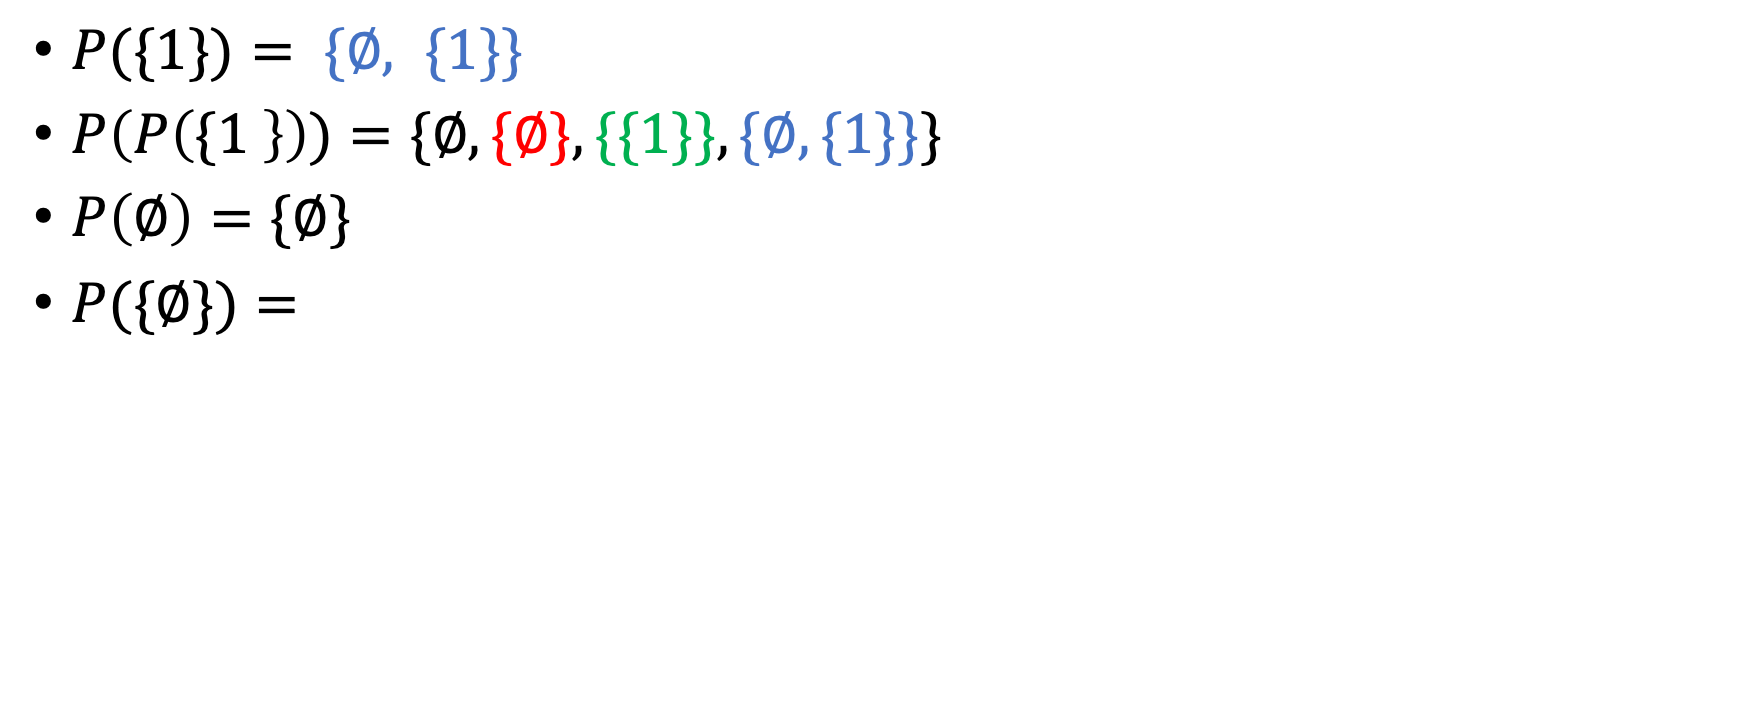 • P({1}) = {∅, {1}}
• P(P({1 })) = {∅, {∅}, {{1}}, {∅, {1}}}
• P(∅) = {∅}
• P({∅}) =